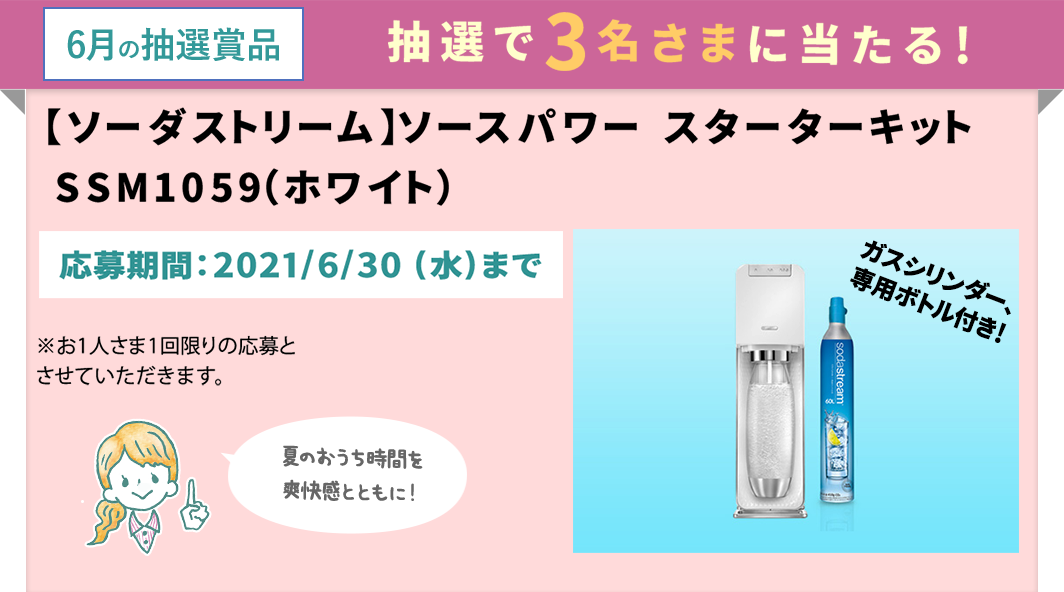 6月の抽選賞品
抽選で3名さまに当たる！
【ソーダストリーム】ソースパワー スターターキット
SSM1059（ホワイト）
応募期間：2021/6/30（水）まで
ガスシリンダー、
専用ボトル付き！
※お1人さま1回限りの応募と
させていただきます。
sodastream
60L
夏のおうち時間を
爽快感とともに！